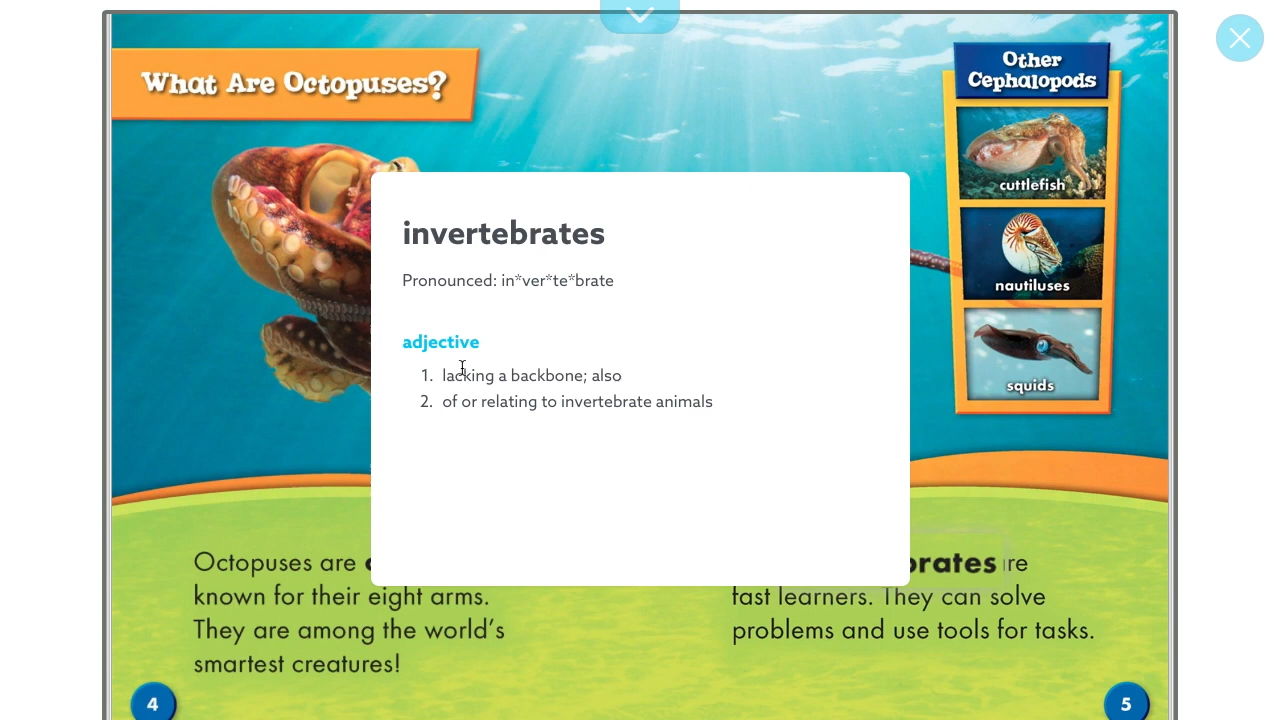 What Are Octopuses?
Other
Cephalopods
cuttlefish
nautiluses
squids
invertebrates
Pronounced: in*ver*te*brate
adjective
1. lacking a backbone; also
2. of or relating to invertebrate animals
Octopuses are
known for their eight arms.
They are among the world's
smartest creatures!
fast learners. They can solve
problems and use tools for tasks.
4
5